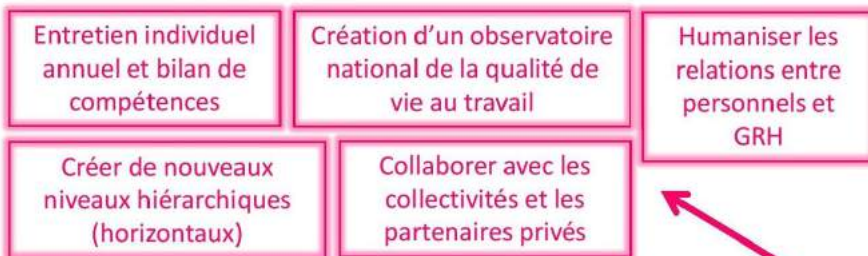 Entretien individuel
annuel et bilan de
compétences
Création d’un observatoire
national de la qualité de
vie au travail
Humaniser les
relations entre
personnels et
GRH
Créer de nouveaux
niveaux hiérarchiques
(horizontaux)
Collaborer avec les
collectivités et les
partenaires privés